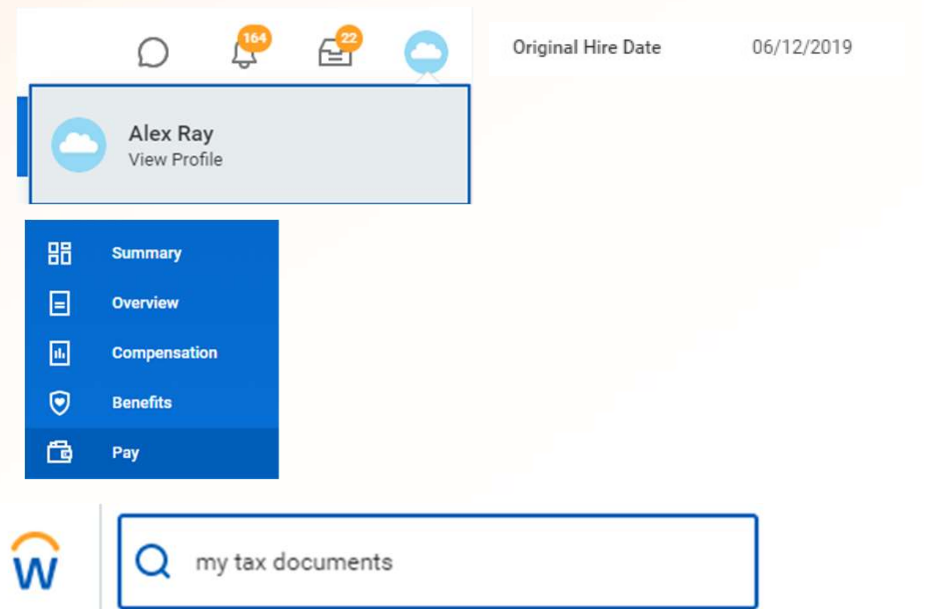 164
22
Original Hire Date 06/12/2019
Alex Ray
View Profile
Summary
Overview
Compensation
Benefits
Pay
W
my tax documents